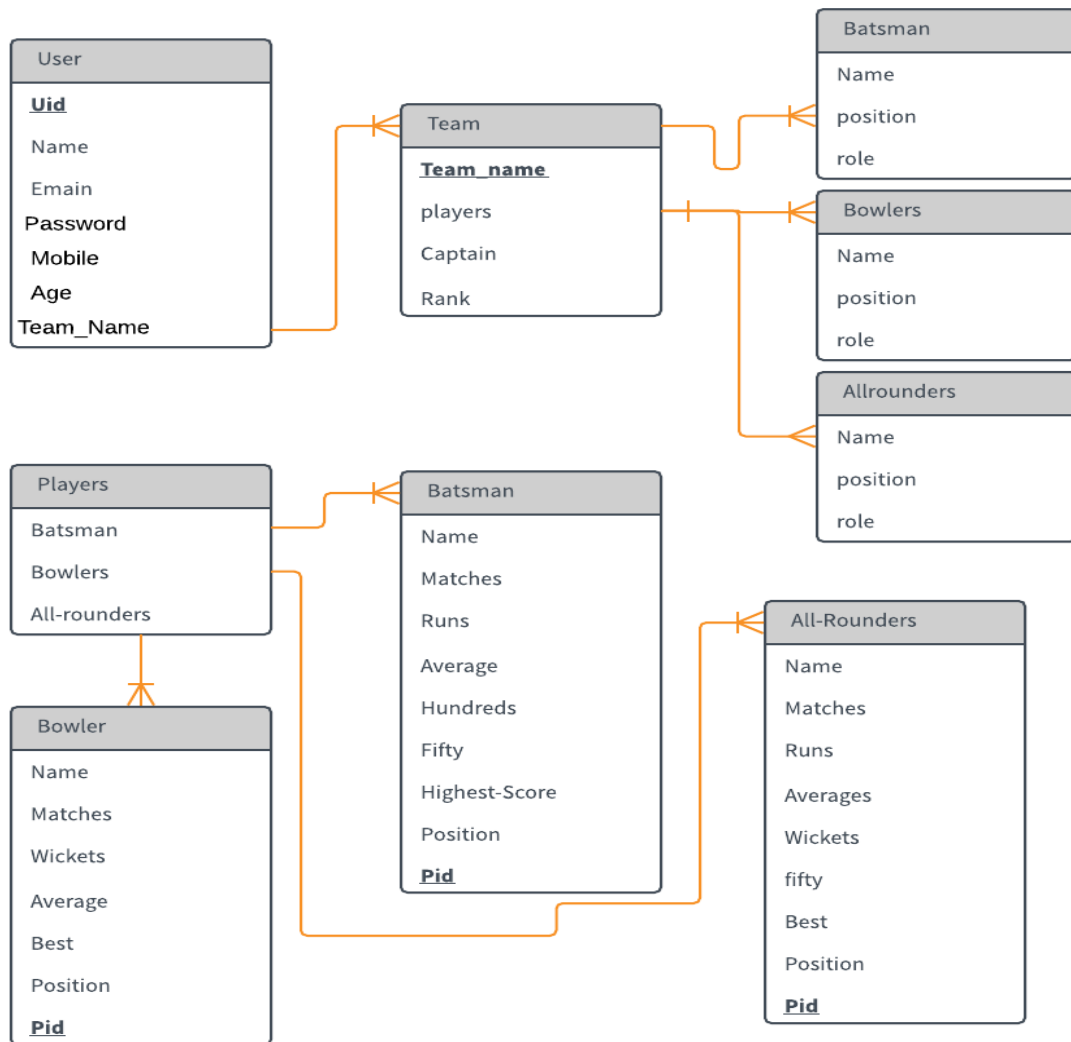 User
Uid
Name
Emain
Password
Mobile
Age
Team_Name
Team
Team_name
players
Captain
Rank
Batsman
Name
position
role
Bowlers
Name
position
role
Allrounders
Name
position
role
Players
Batsman
Bowlers
All-rounders
Bowler
Name
Matches
Wickets
Average
Best
Position
Pid
Batsman
Name
Matches
Runs
Average
Hundreds
Fifty
Highest-Score
Position
Pid
All-Rounders
Name
Matches
Runs
Averages
Wickets
fifty
Best
Position
Pid